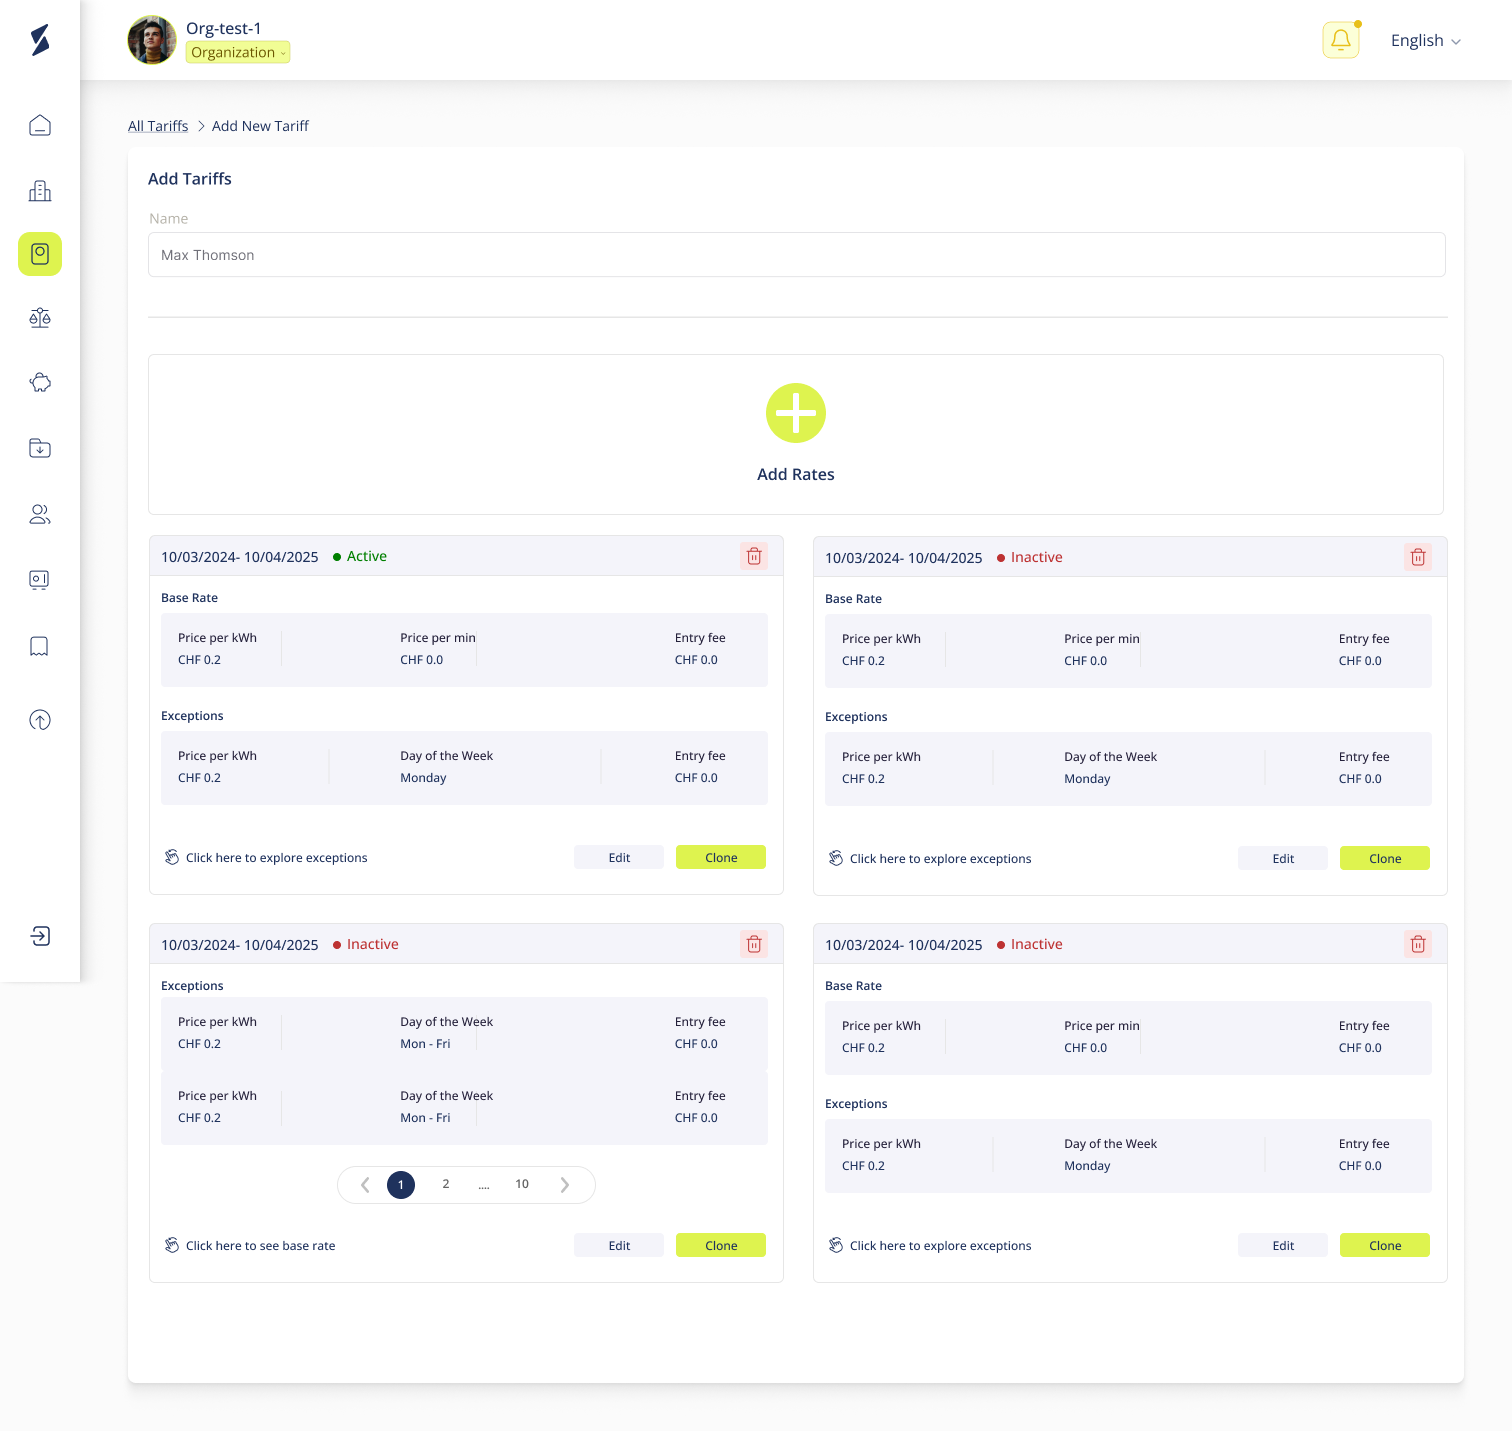 Org-test-1
Organization
English
All Tariffs > Add New Tariff
Add Tariffs
Name
Max Thomson
Add Rates
10/03/2024- 10/04/2025 Active
Base Rate
Price per kWh Price per min Entry fee
CHF 0.2 CHF 0.0 CHF 0.0
Exceptions
Price per kWh Day of the Week Entry fee
CHF 0.2 Monday CHF 0.0
Click here to explore exceptions Edit Clone
10/03/2024- 10/04/2025 Inactive
Base Rate
Price per kWh Price per min Entry fee
CHF 0.2 CHF 0.0 CHF 0.0
Exceptions
Price per kWh Day of the Week Entry fee
CHF 0.2 Monday CHF 0.0
Click here to explore exceptions Edit Clone
10/03/2024- 10/04/2025 Inactive
Exceptions
Price per kWh Day of the Week Entry fee
CHF 0.2 Mon - Fri CHF 0.0
Price per kWh Day of the Week Entry fee
CHF 0.2 Mon - Fri CHF 0.0
1 2 .... 10
Click here to see base rate Edit Clone
10/03/2024- 10/04/2025 Inactive
Base Rate
Price per kWh Price per min Entry fee
CHF 0.2 CHF 0.0 CHF 0.0
Exceptions
Price per kWh Day of the Week Entry fee
CHF 0.2 Monday CHF 0.0
Click here to explore exceptions Edit Clone